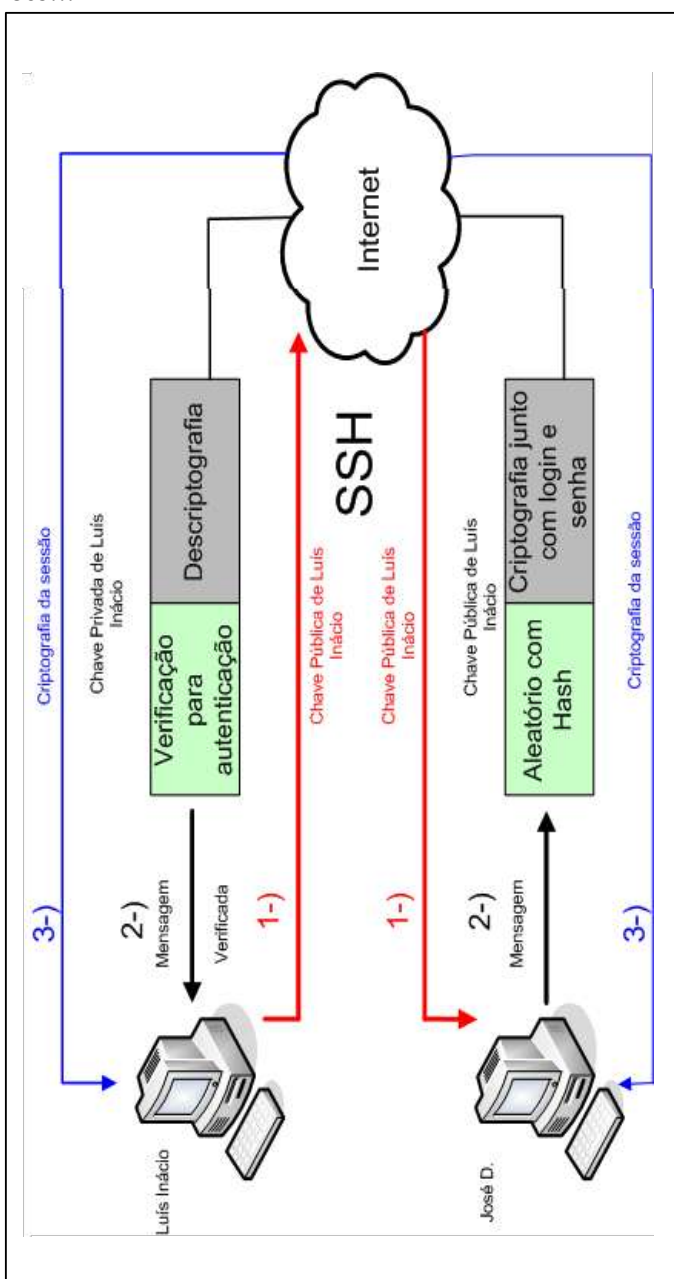 3-)
Criptografia da sessão
Chave Privada de Luís
Inácio
2-)
Mensagem
Verificada
Verificação
para
autenticação
Descriptografia
Luís Inácio
1-)
Chave Pública de Luís
Inácio
SSH
Internet
1-)
Chave Pública de Luís
Inácio
2-)
Mensagem
Chave Pública de Luís
Inácio
José D.
Aleatório com
Hash
Criptografia junto
com login e
senha
3-)
Criptografia da sessão